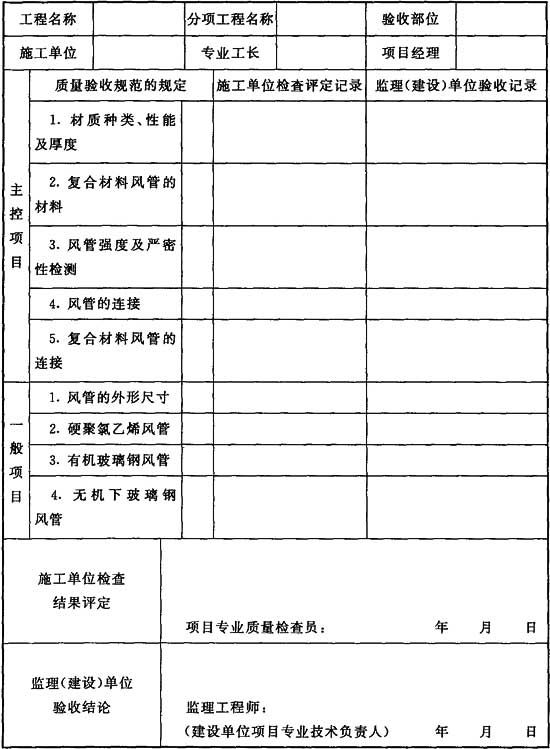 工程名称 分项工程名称 验收部位
施工单位 专业工长 项目经理
质量验收规范的规定 施工单位检查评定记录 监理(建设)单位验收记录
主控项目
1. 材质种类、性能
及厚度
2. 复合材料风管的
材料
3. 风管强度及严密
性检测
4. 风管的连接
5. 复合材料风管的
连接
一般项目
1. 风管的外形尺寸
2. 硬聚氯乙烯风管
3. 有机玻璃钢风管
4. 无机下玻璃钢
风管
施工单位检查
结果评定
项目专业质量检查员: 年 月 日
监理(建设)单位
验收结论
监理工程师:
(建设单位项目专业技术负责人) 年 月 日